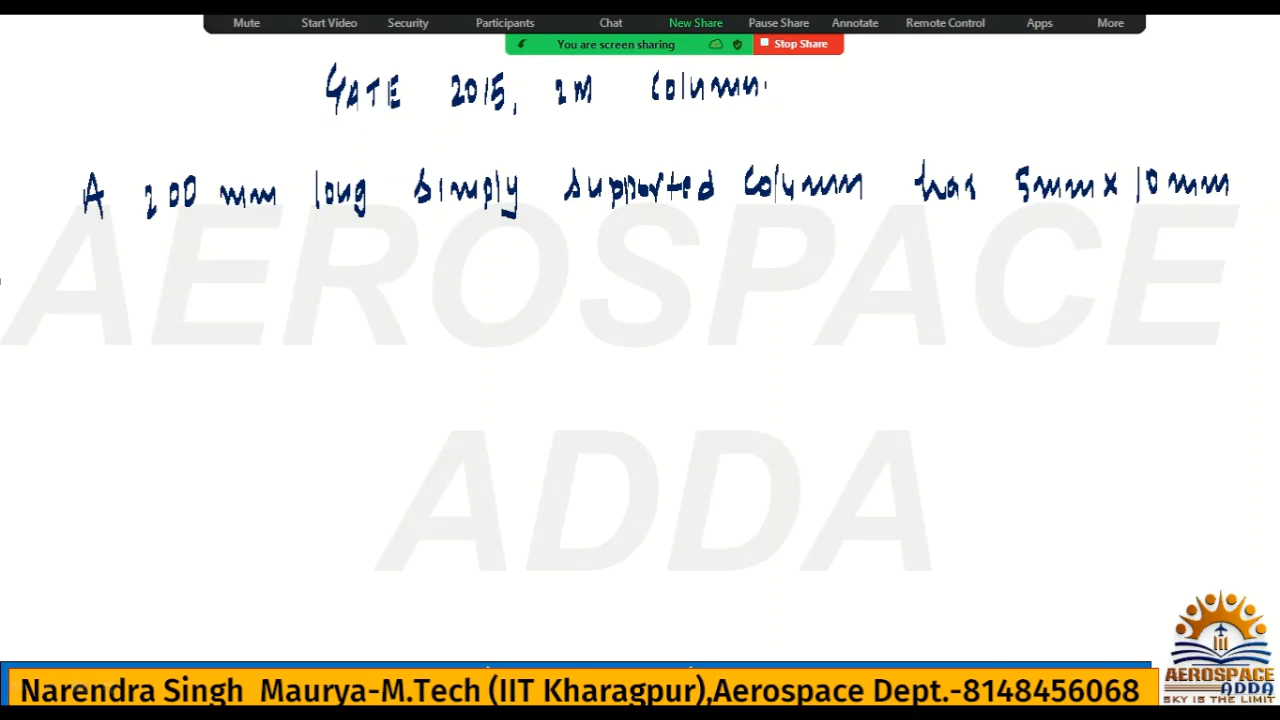 Mute Start Video Security Participants Chat New Share Pause Share Annotate Remote Control Apps More
You are screen sharing Stop Share
GATE 2015, 2M Column.
A 200 mm long simply supported column has 5mm x 10mm
AEROSPACE
ADDA
AEROSPACE
ADDA
SKY IS THE LIMIT
Narendra Singh Maurya-M.Tech (IIT Kharagpur),Aerospace Dept.-8148456068